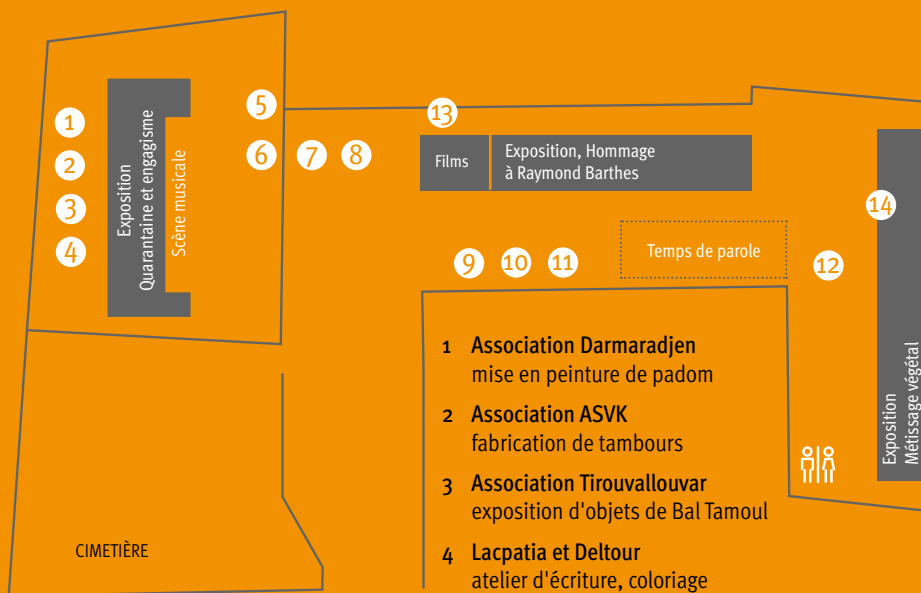 1
2
3
4
Exposition
Quarantaine et engagisme
Scène musicale
5
6
7
8
13
Films
Exposition, Hommage
à Raymond Barthes
14
9
10
11
Temps de parole
12
Exposition
Métissage végétal
CIMETIÈRE
1 Association Darmaradjen
mise en peinture de padom
2 Association ASVK
fabrication de tambours
3 Association Tirouvallouvar
exposition d'objets de Bal Tamoul
4 Lacpatia et Deltour
atelier d'écriture, coloriage